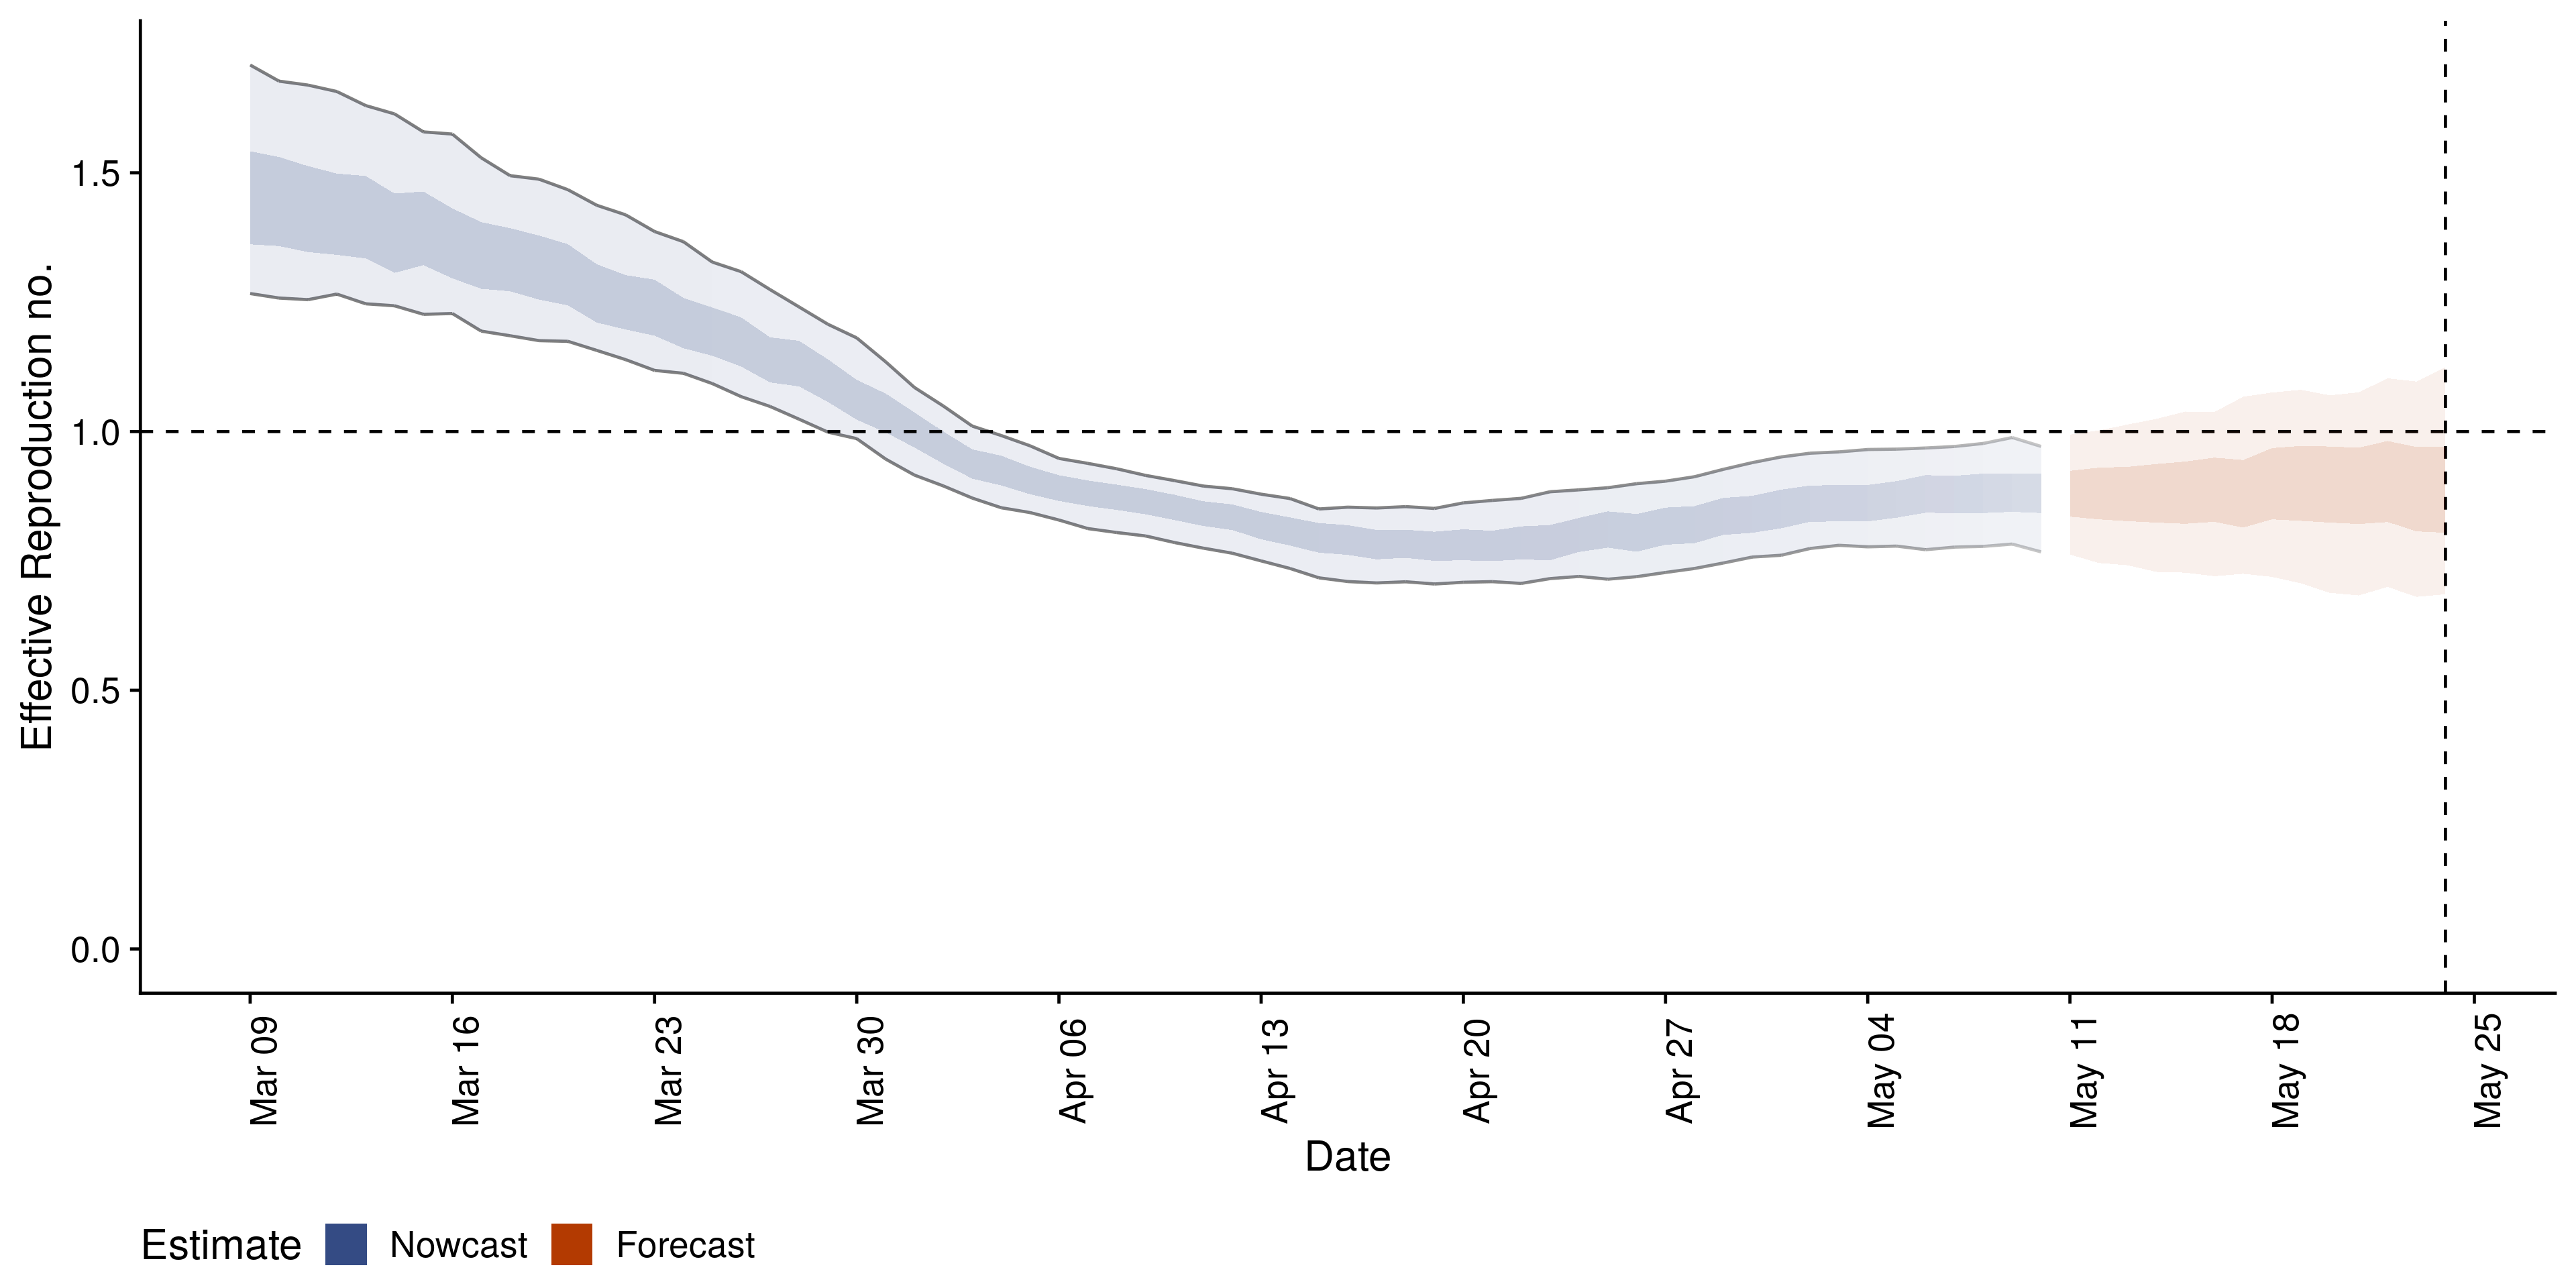 Effective Reproduction no.
1.5
1.0
0.5
0.0
Mar 09
Mar 16
Mar 23
Mar 30
Apr 06
Apr 13
Apr 20
Apr 27
May 04
May 11
May 18
May 25
Date
Estimate Nowcast Forecast